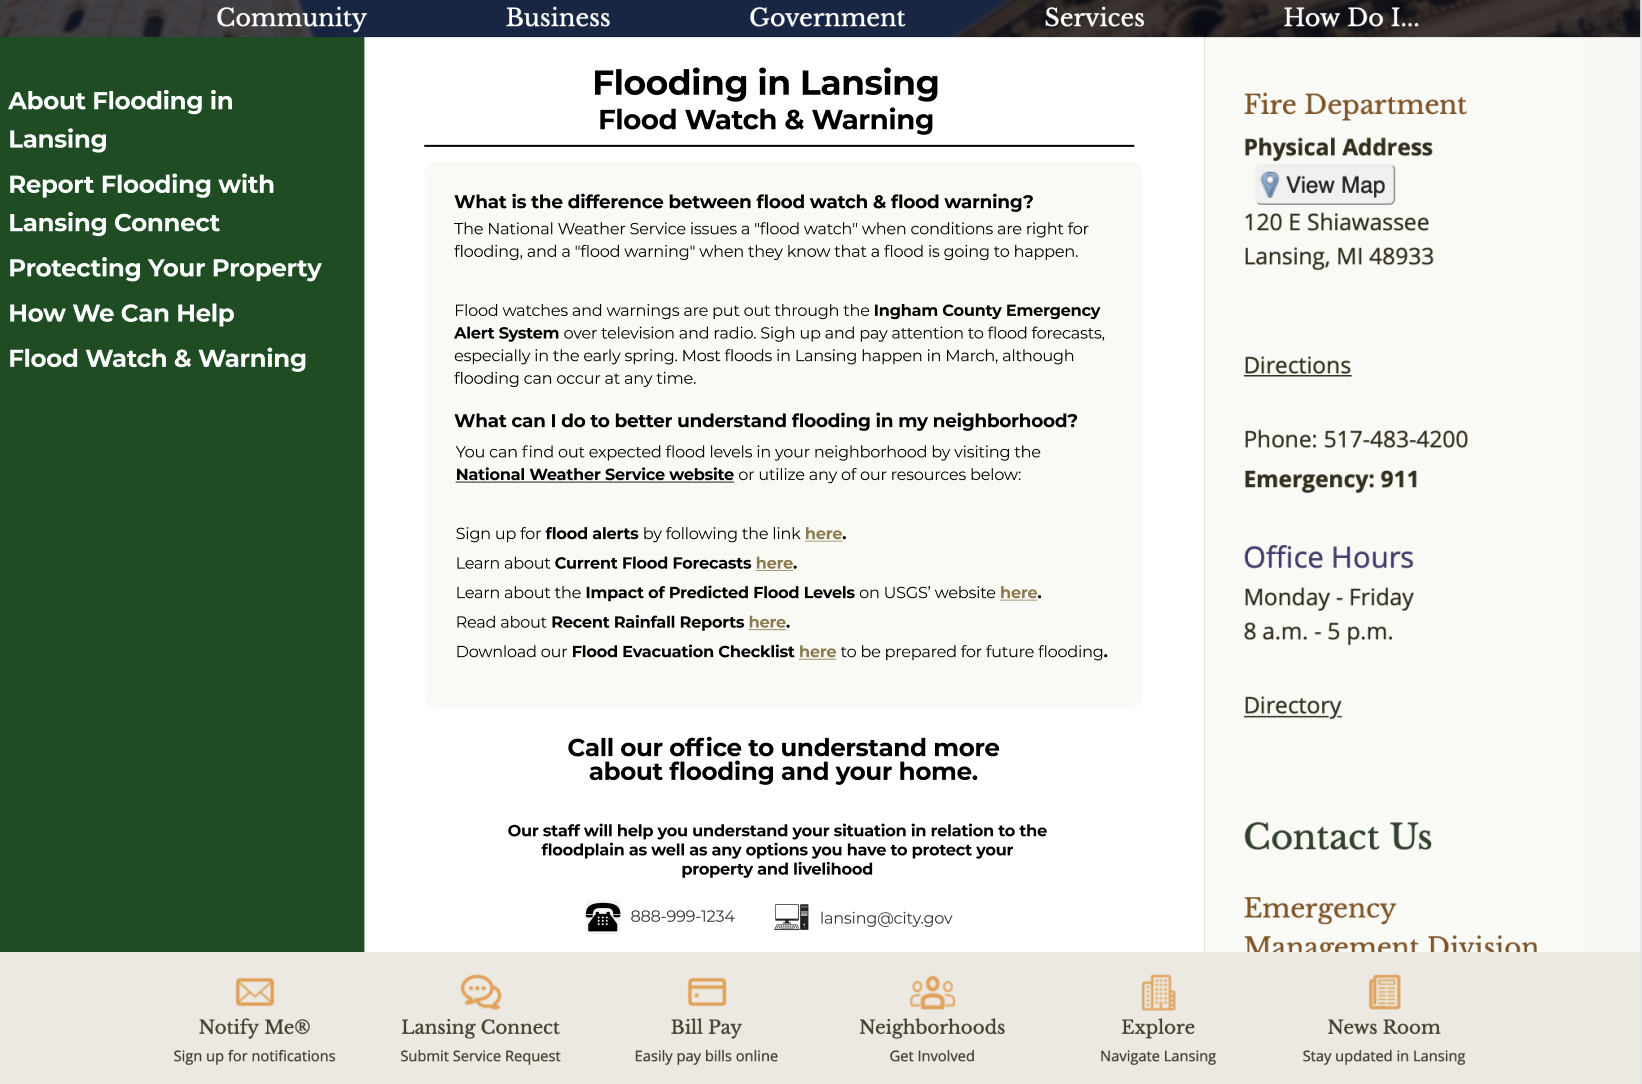 Community Business Government Services How Do I...
About Flooding in
Lansing
Report Flooding with
Lansing Connect
Protecting Your Property
How We Can Help
Flood Watch & Warning
Flooding in Lansing
Flood Watch & Warning
What is the difference between flood watch & flood warning?
The National Weather Service issues a "flood watch" when conditions are right for
flooding, and a "flood warning" when they know that a flood is going to happen.
Flood watches and warnings are put out through the Ingham County Emergency
Alert System over television and radio. Sigh up and pay attention to flood forecasts,
especially in the early spring. Most floods in Lansing happen in March, although
flooding can occur at any time.
What can I do to better understand flooding in my neighborhood?
You can find out expected flood levels in your neighborhood by visiting the
National Weather Service website or utilize any of our resources below:
Sign up for flood alerts by following the link here.
Learn about Current Flood Forecasts here.
Learn about the Impact of Predicted Flood Levels on USGS’ website here.
Read about Recent Rainfall Reports here.
Download our Flood Evacuation Checklist here to be prepared for future flooding.
Call our office to understand more
about flooding and your home.
Our staff will help you understand your situation in relation to the
floodplain as well as any options you have to protect your
property and livelihood
888-999-1234 lansing@city.gov
Fire Department
Physical Address
View Map
120 E Shiawassee
Lansing, MI 48933
Directions
Phone: 517-483-4200
Emergency: 911
Office Hours
Monday - Friday
8 a.m. - 5 p.m.
Directory
Contact Us
Emergency
Management Division
Notify Me® Lansing Connect Bill Pay Neighborhoods Explore News Room
Sign up for notifications Submit Service Request Easily pay bills online Get Involved Navigate Lansing Stay updated in Lansing